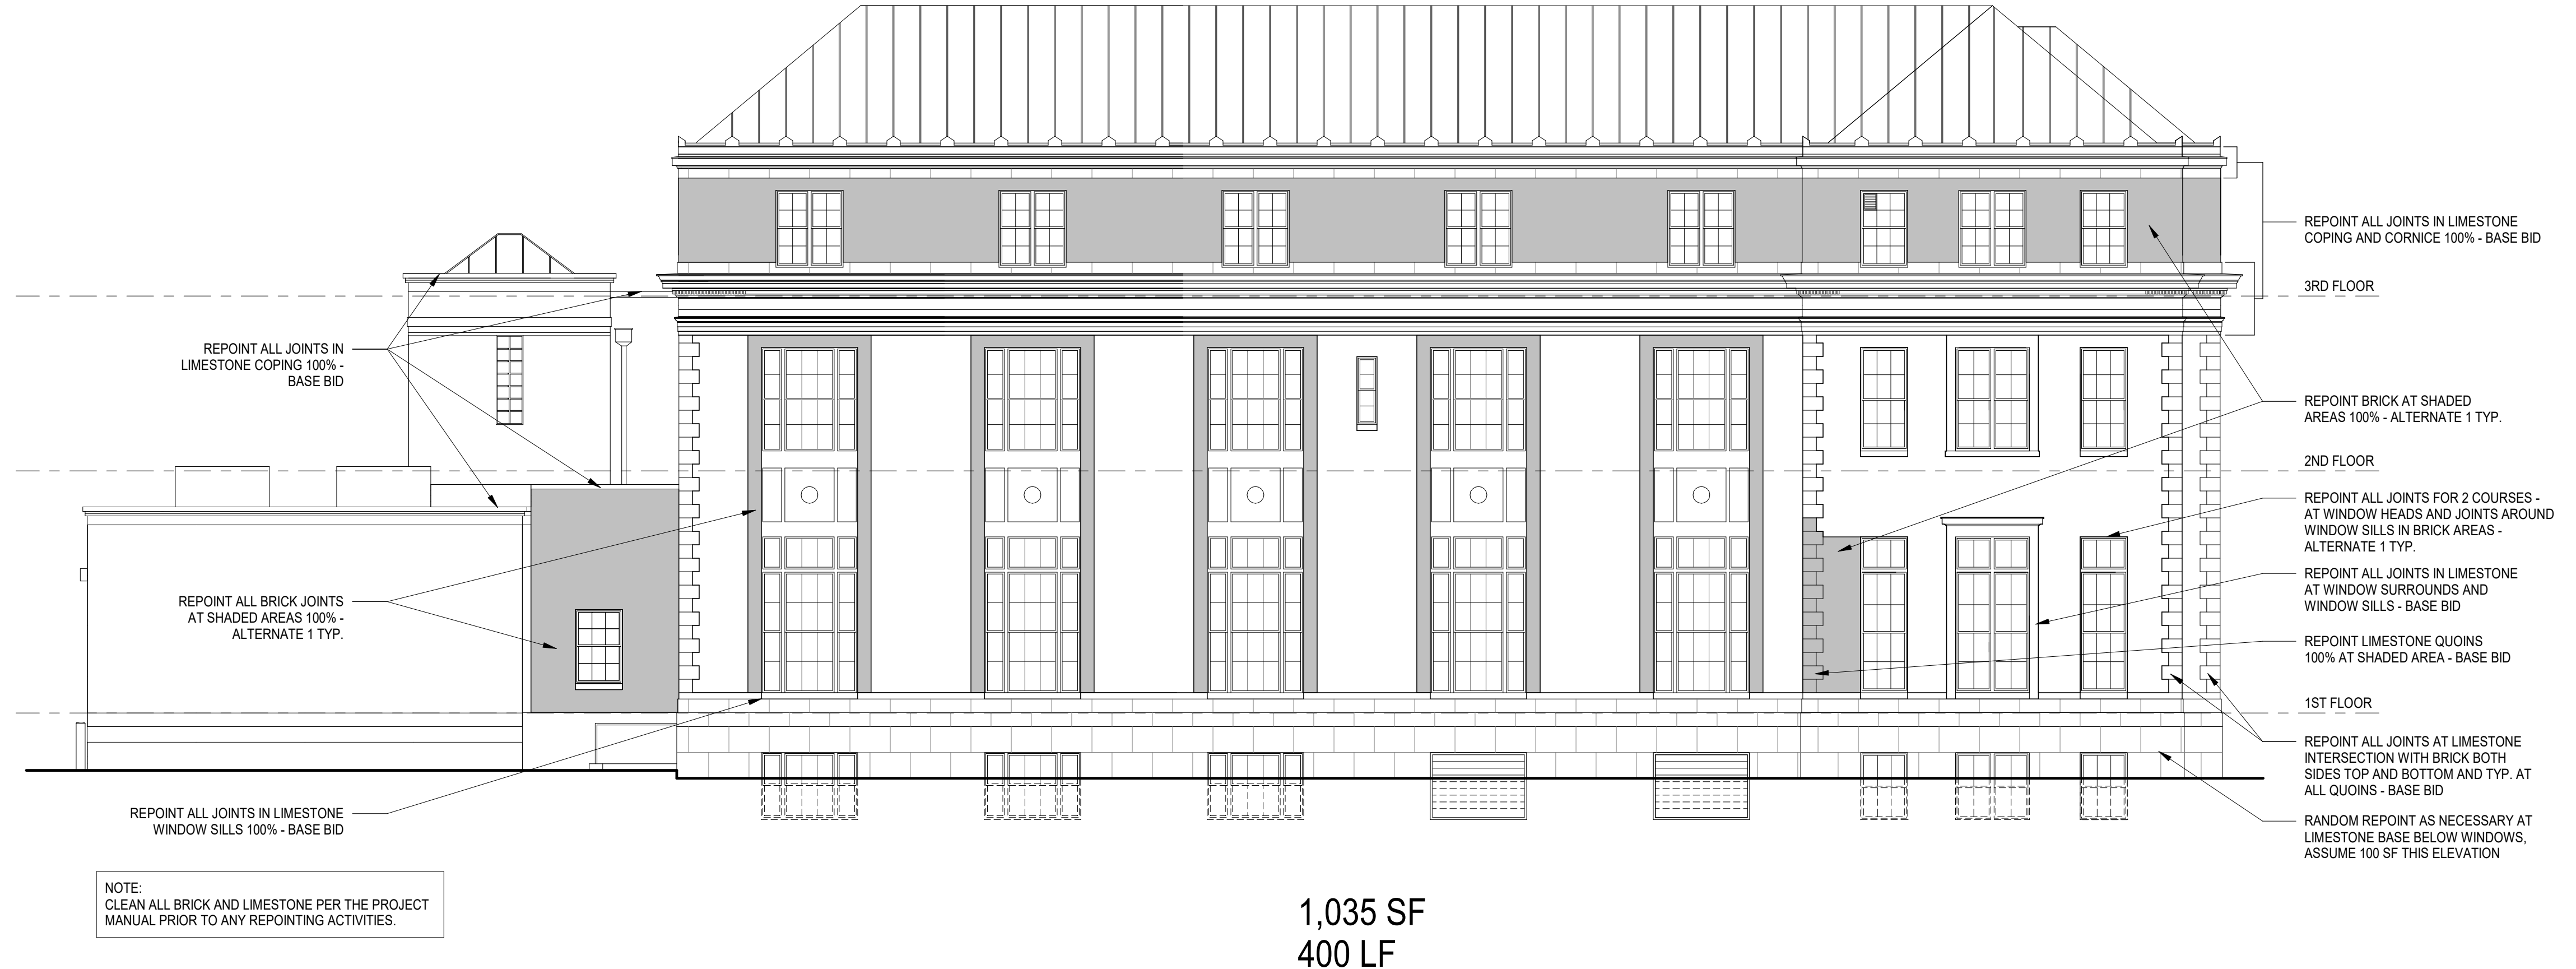 REPOINT ALL JOINTS IN
LIMESTONE COPING 100% -
BASE BID
REPOINT ALL BRICK JOINTS
AT SHADED AREAS 100% -
ALTERNATE 1 TYP.
REPOINT ALL JOINTS IN LIMESTONE
WINDOW SILLS 100% - BASE BID
NOTE:
CLEAN ALL BRICK AND LIMESTONE PER THE PROJECT
MANUAL PRIOR TO ANY REPOINTING ACTIVITIES.
REPOINT ALL JOINTS IN LIMESTONE
COPING AND CORNICE 100% - BASE BID
3RD FLOOR
REPOINT BRICK AT SHADED
AREAS 100% - ALTERNATE 1 TYP.
2ND FLOOR
REPOINT ALL JOINTS FOR 2 COURSES -
AT WINDOW HEADS AND JOINTS AROUND
WINDOW SILLS IN BRICK AREAS -
ALTERNATE 1 TYP.
REPOINT ALL JOINTS IN LIMESTONE
AT WINDOW SURROUNDS AND
WINDOW SILLS - BASE BID
REPOINT LIMESTONE QUOINS
100% AT SHADED AREA - BASE BID
1ST FLOOR
REPOINT ALL JOINTS AT LIMESTONE
INTERSECTION WITH BRICK BOTH
SIDES TOP AND BOTTOM AND TYP. AT
ALL QUOINS - BASE BID
RANDOM REPOINT AS NECESSARY AT
LIMESTONE BASE BELOW WINDOWS,
ASSUME 100 SF THIS ELEVATION
1,035 SF
400 LF